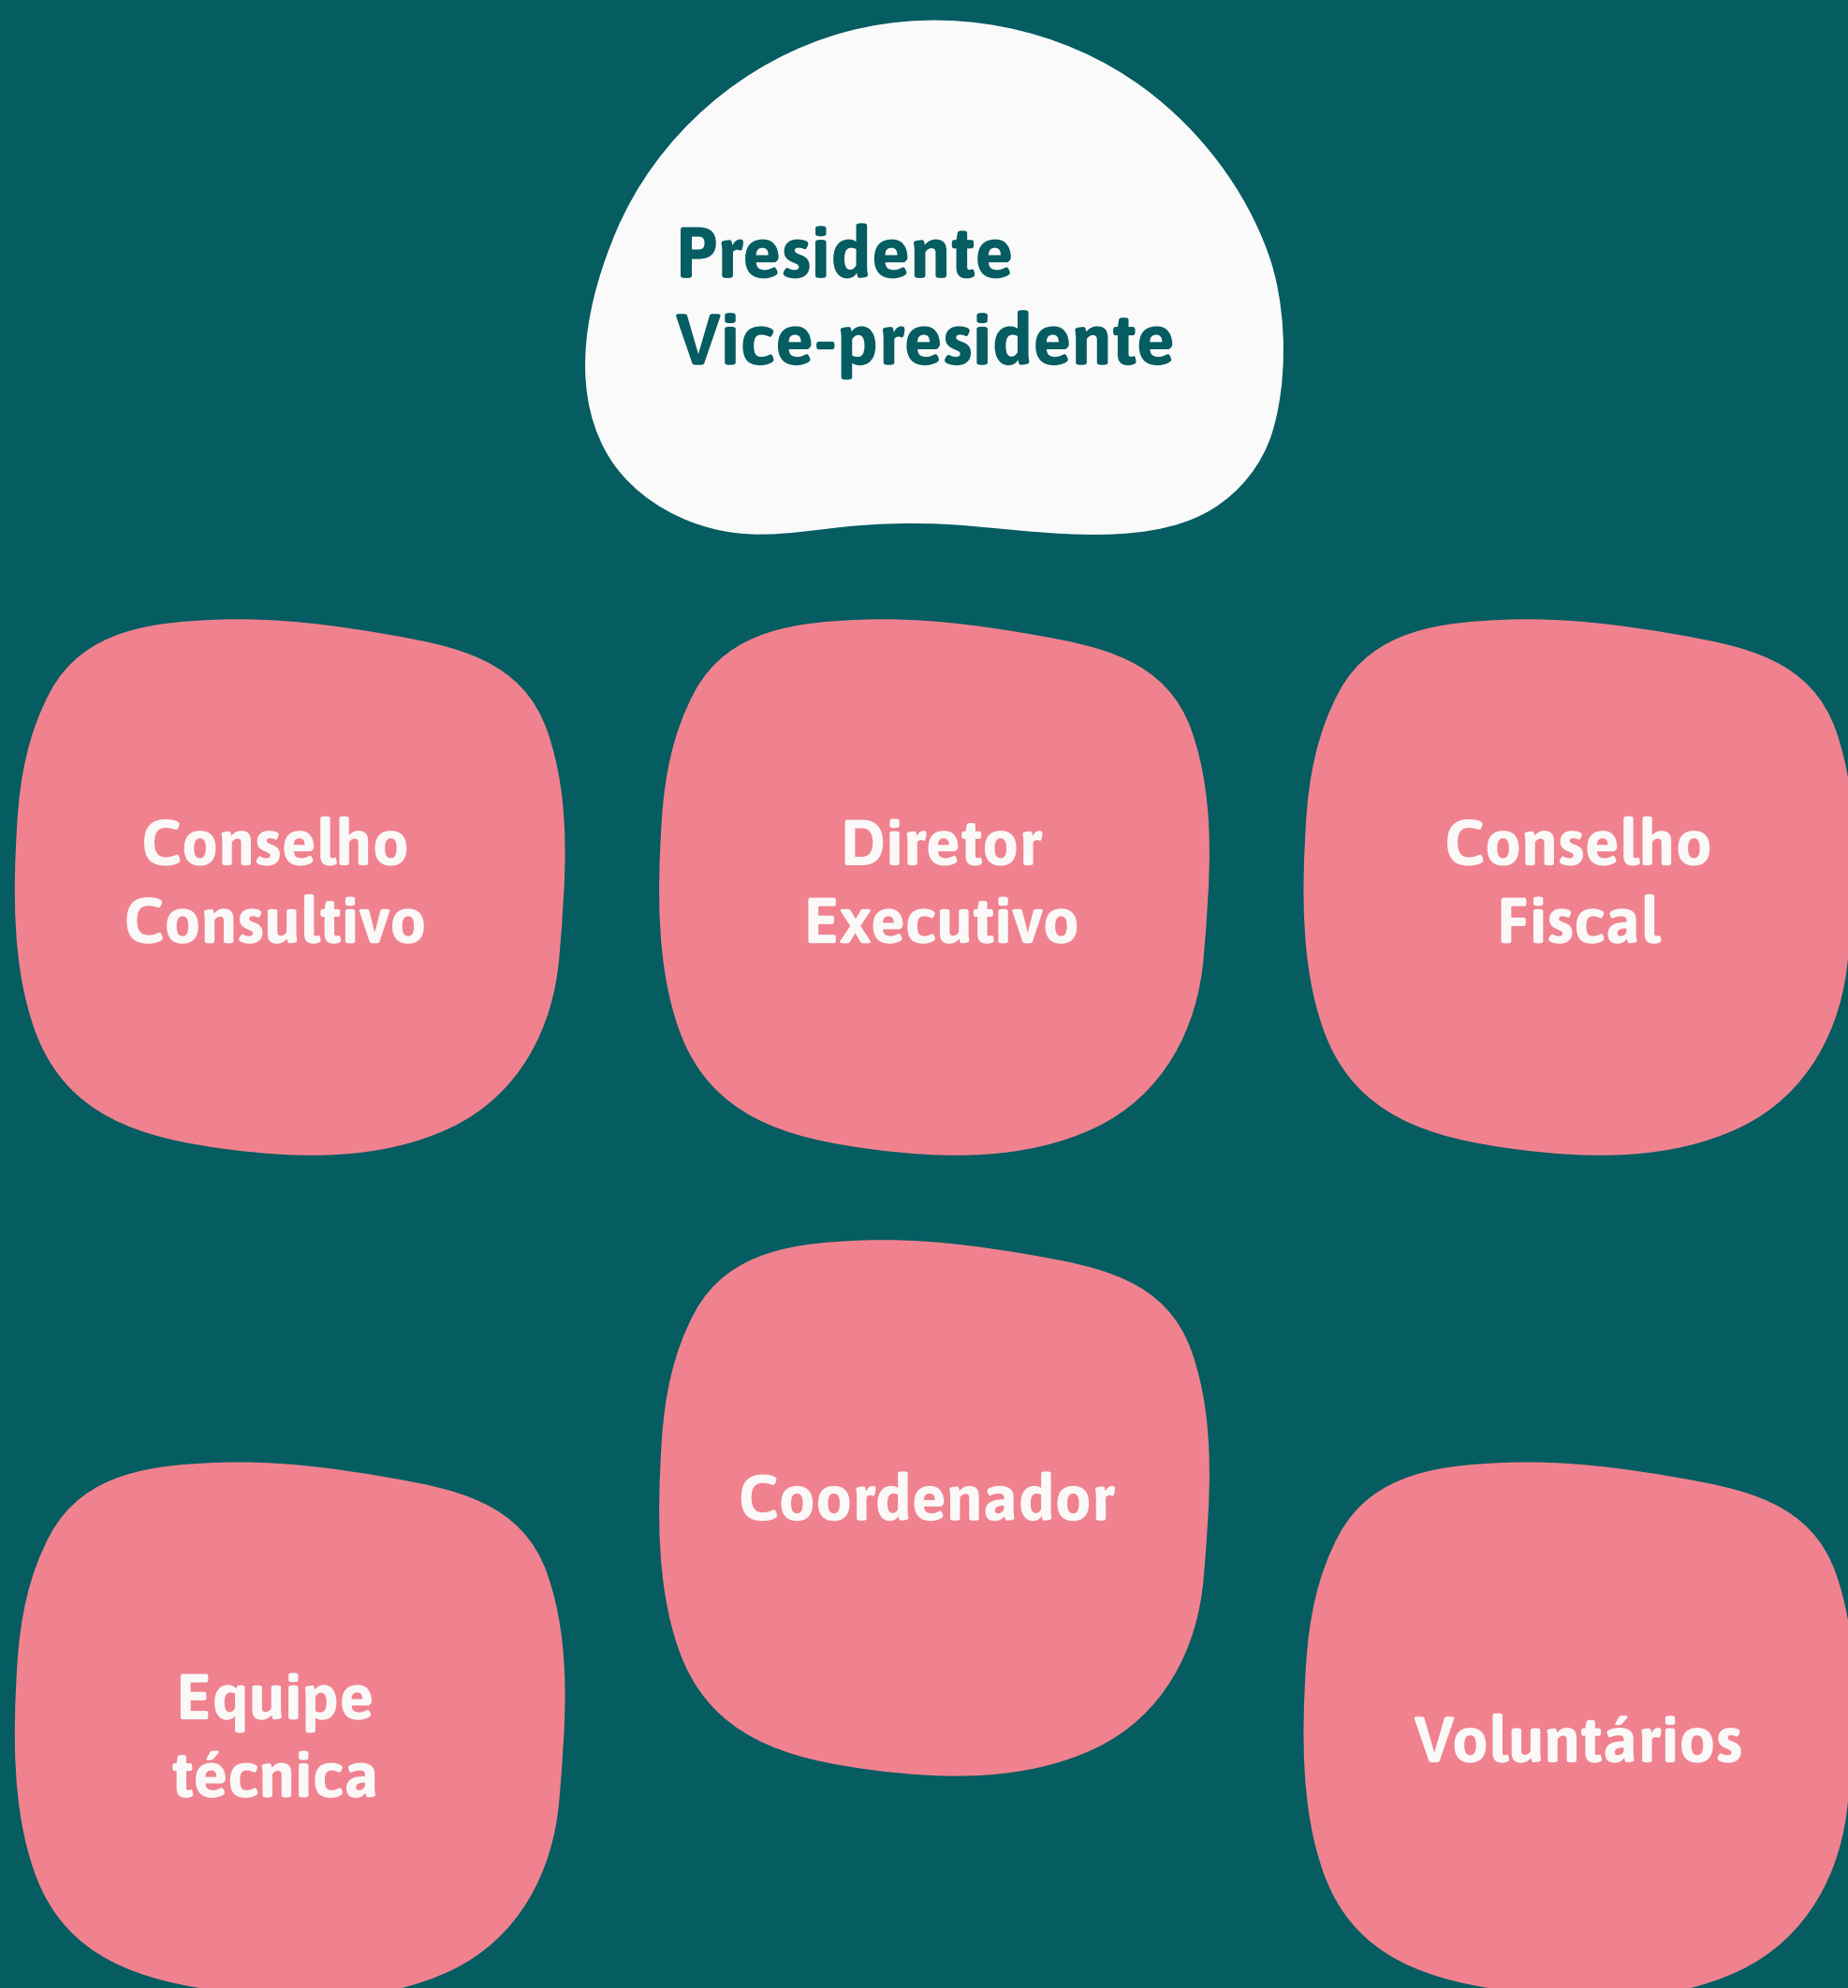 Presidente
Vice-presidente
Conselho
Consultivo
Diretor
Executivo
Conselho
Fiscal
Coordenador
Equipe
técnica
Voluntários